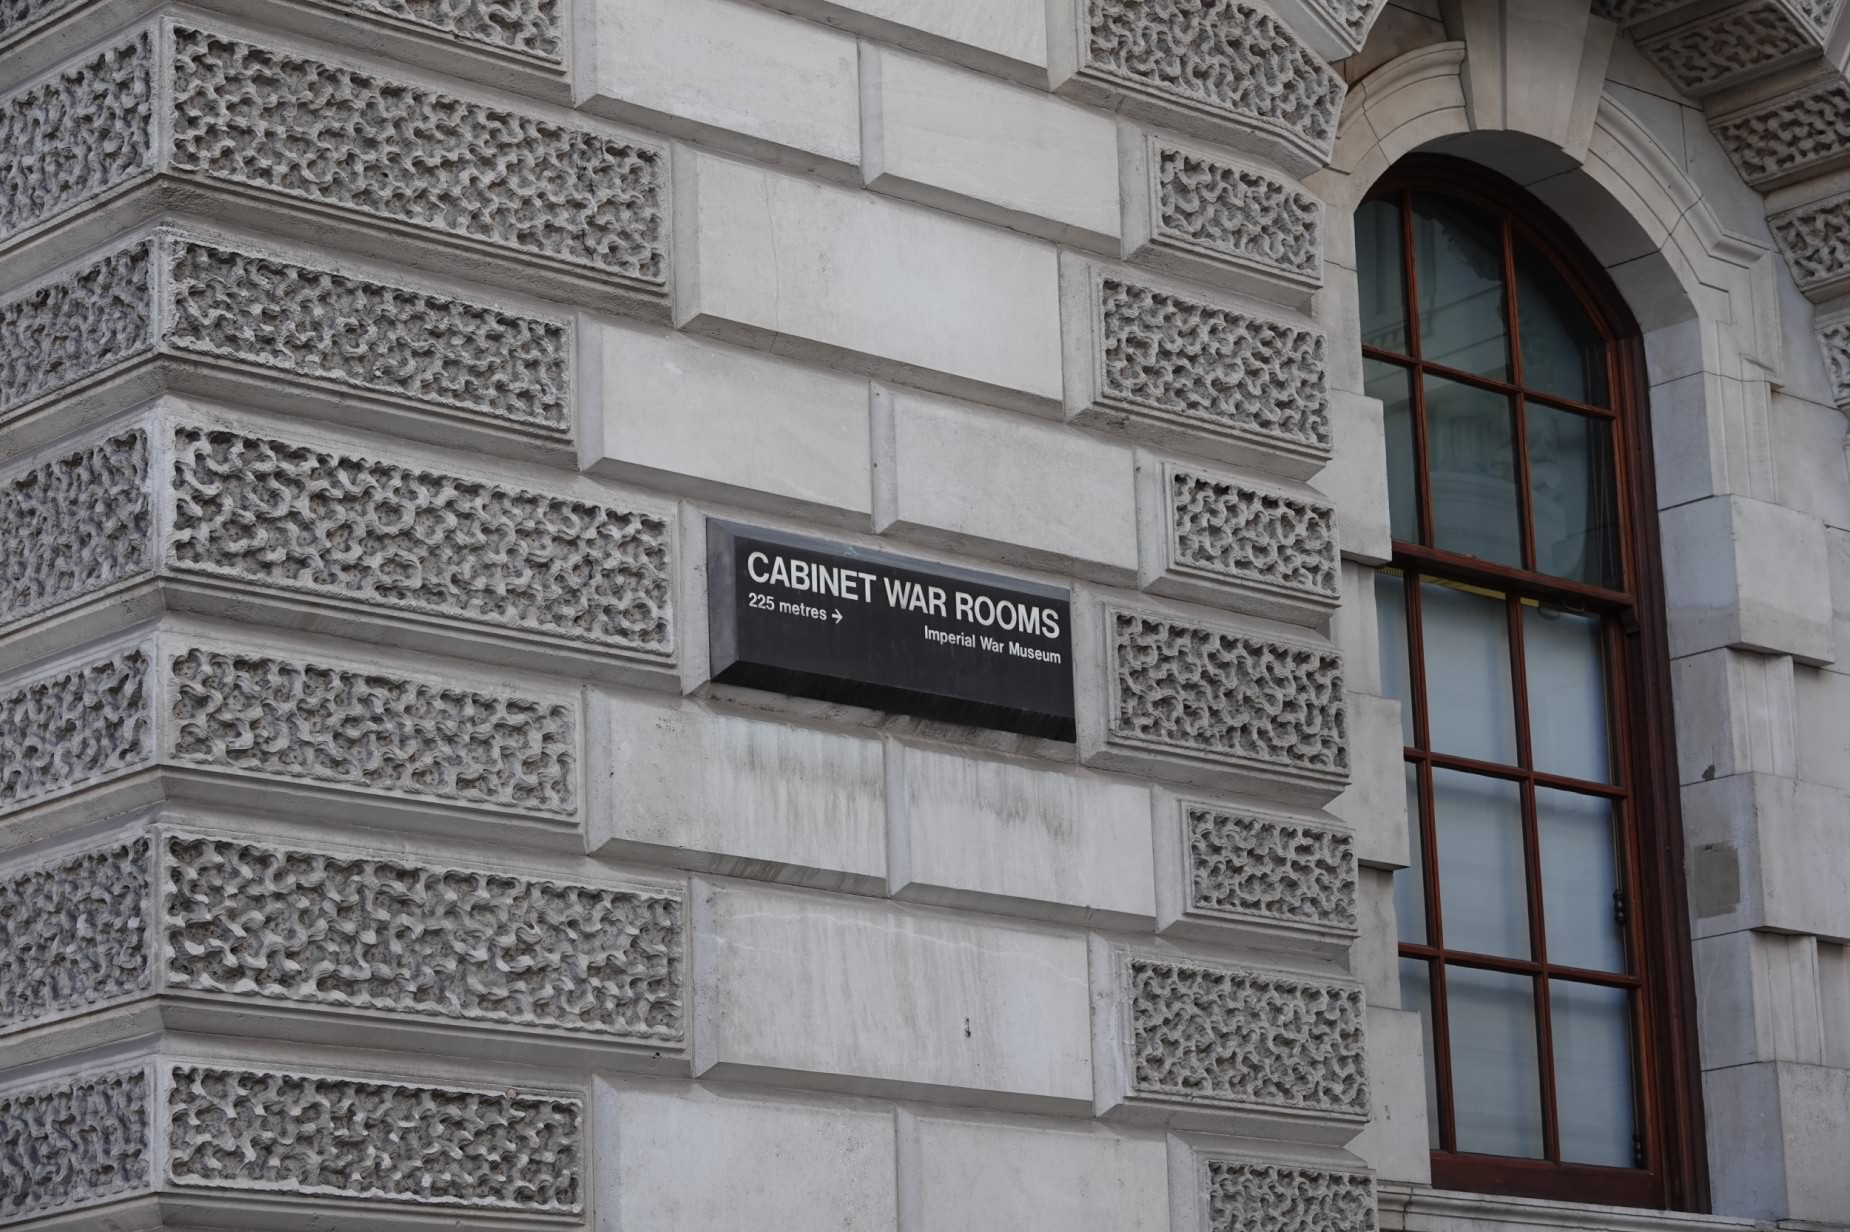 CABINET WAR ROOMS
225 metres →
Imperial War Museum